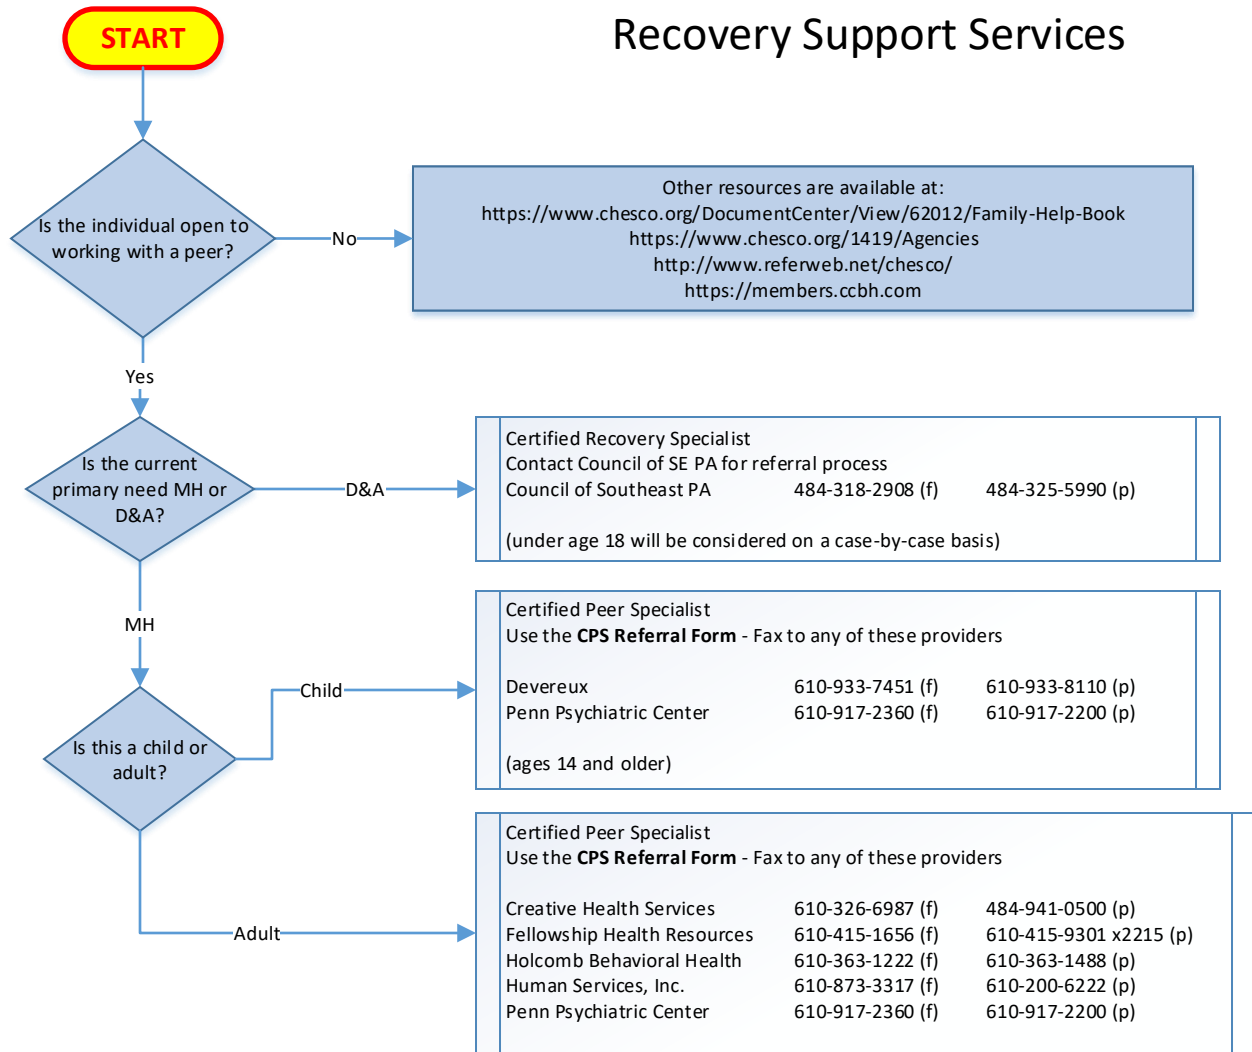 START
Recovery Support Services
Is the individual open to
working with a peer?
No
Other resources are available at:
https://www.chesco.org/DocumentCenter/View/62012/Family-Help-Book
https://www.chesco.org/1419/Agencies
http://www.referweb.net/chesco/
https://members.ccbh.com
Yes
Is the current
primary need MH or
D&A?
D&A
Certified Recovery Specialist
Contact Council of SE PA for referral process
Council of Southeast PA 484-318-2908 (f) 484-325-5990 (p)
(under age 18 will be considered on a case-by-case basis)
MH
Is this a child or
adult?
Child
Certified Peer Specialist
Use the CPS Referral Form - Fax to any of these providers
Devereux 610-933-7451 (f) 610-933-8110 (p)
Penn Psychiatric Center 610-917-2360 (f) 610-917-2200 (p)
(ages 14 and older)
Adult
Certified Peer Specialist
Use the CPS Referral Form - Fax to any of these providers
Creative Health Services 610-326-6987 (f) 484-941-0500 (p)
Fellowship Health Resources 610-415-1656 (f) 610-415-9301 x2215 (p)
Holcomb Behavioral Health 610-363-1222 (f) 610-363-1488 (p)
Human Services, Inc. 610-873-3317 (f) 610-200-6222 (p)
Penn Psychiatric Center 610-917-2360 (f) 610-917-2200 (p)